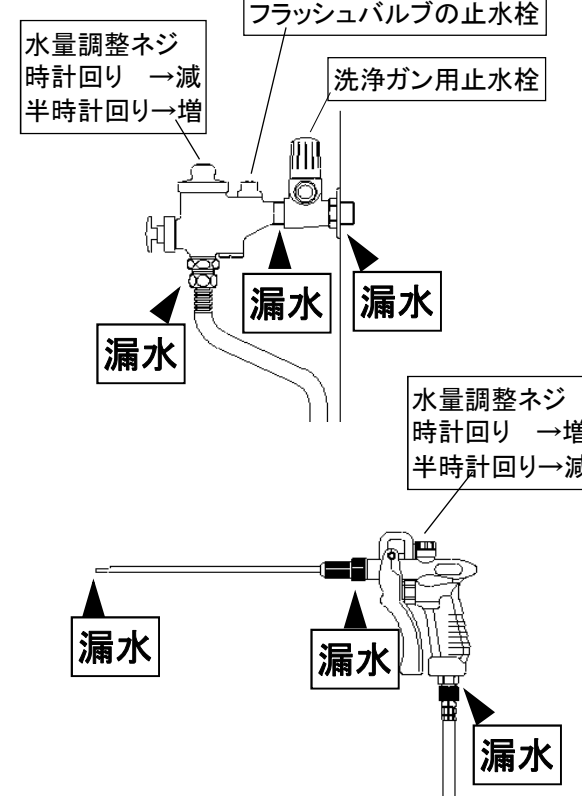 フラッシュバルブの止水栓
水量調整ネジ
時計回り →減
半時計回り→増
洗浄ガン用止水栓
漏水
漏水
漏水
水量調整ネジ
時計回り →増
半時計回り→減
漏水
漏水
漏水